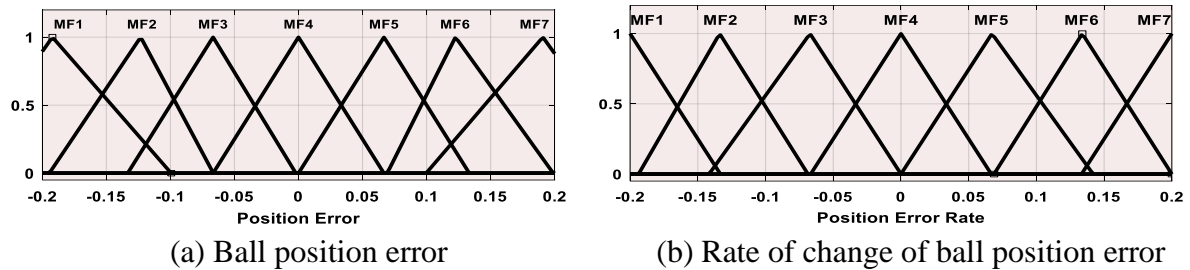 MF1 MF2 MF3 MF4 MF5 MF6 MF7
1
0.5
0
-0.2 -0.15 -0.1 -0.05 0 0.05 0.1 0.15 0.2
Position Error
(a) Ball position error
MF1 MF2 MF3 MF4 MF5 MF6 MF7
1
0.5
0
-0.2 -0.15 -0.1 -0.05 0 0.05 0.1 0.15 0.2
Position Error Rate
(b) Rate of change of ball position error